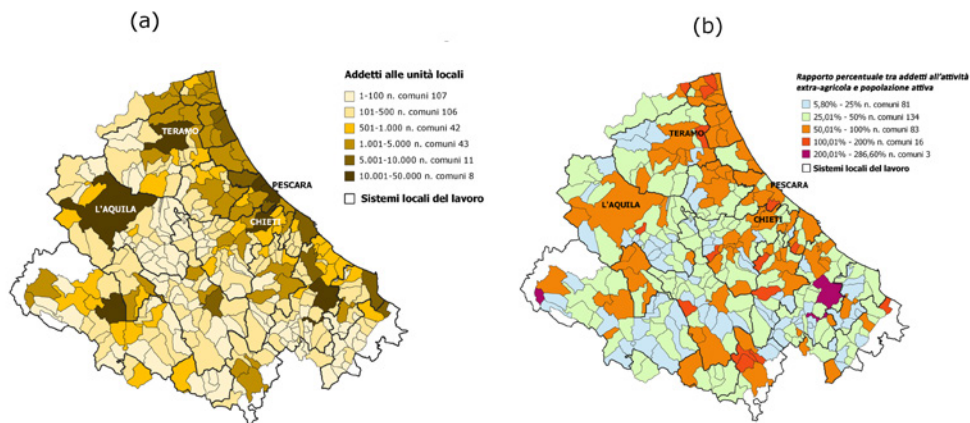 (a)
(b)
Addetti alle unità locali
1-100 n. comuni 107
101-500 n. comuni 106
501-1.000 n. comuni 42
1.001-5.000 n. comuni 43
5.001-10.000 n. comuni 11
10.001-50.000 n. comuni 8
Sistemi locali del lavoro
TERAMO
PESCARA
L'AQUILA
CHIETI
Rapporto percentuale tra addetti all'attività
extra-agricola e popolazione attiva
5,80% - 25% n. comuni 81
25,01% - 50% n. comuni 134
50,01% - 100% n. comuni 83
100,01% - 200% n. comuni 16
200,01% - 286,60% n. comuni 3
Sistemi locali del lavoro
TERAMO
PESCARA
L'AQUILA
CHIETI